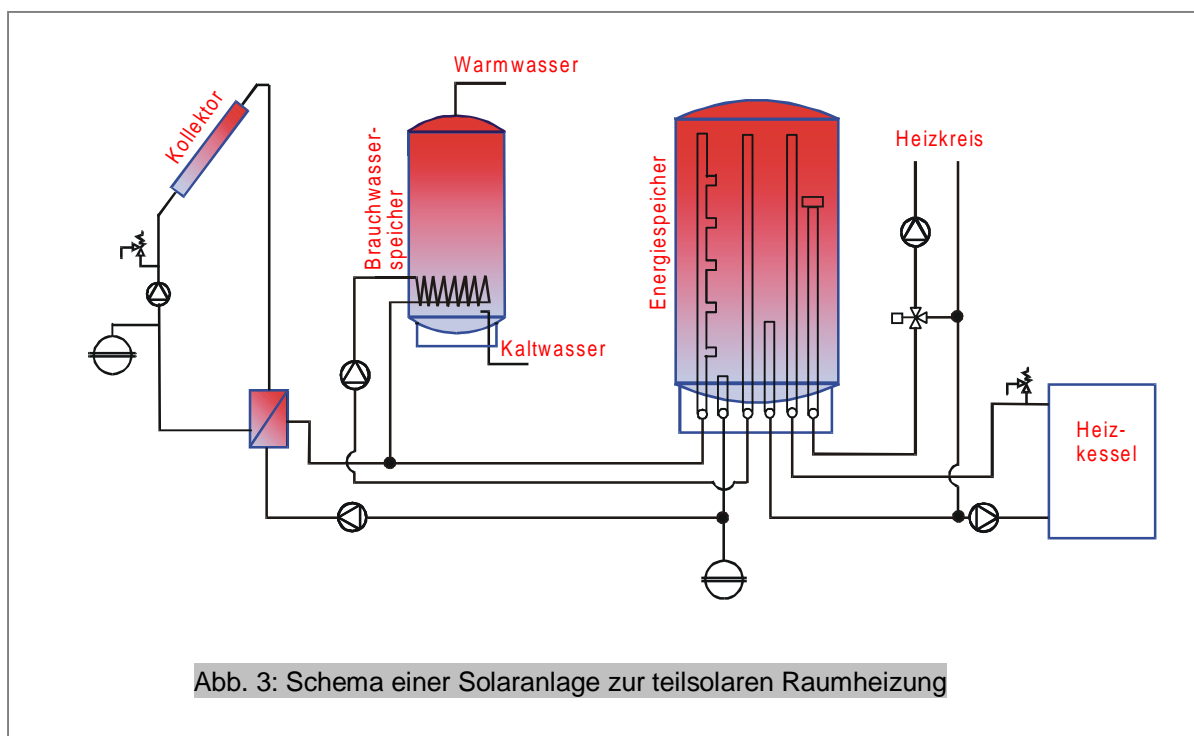 Warmwasser
Kollektor
Brauchwasser-
speicher
Kaltwasser
Energiespeicher
Heizkreis
Heiz-
kessel
Abb. 3: Schema einer Solaranlage zur teilsolaren Raumheizung